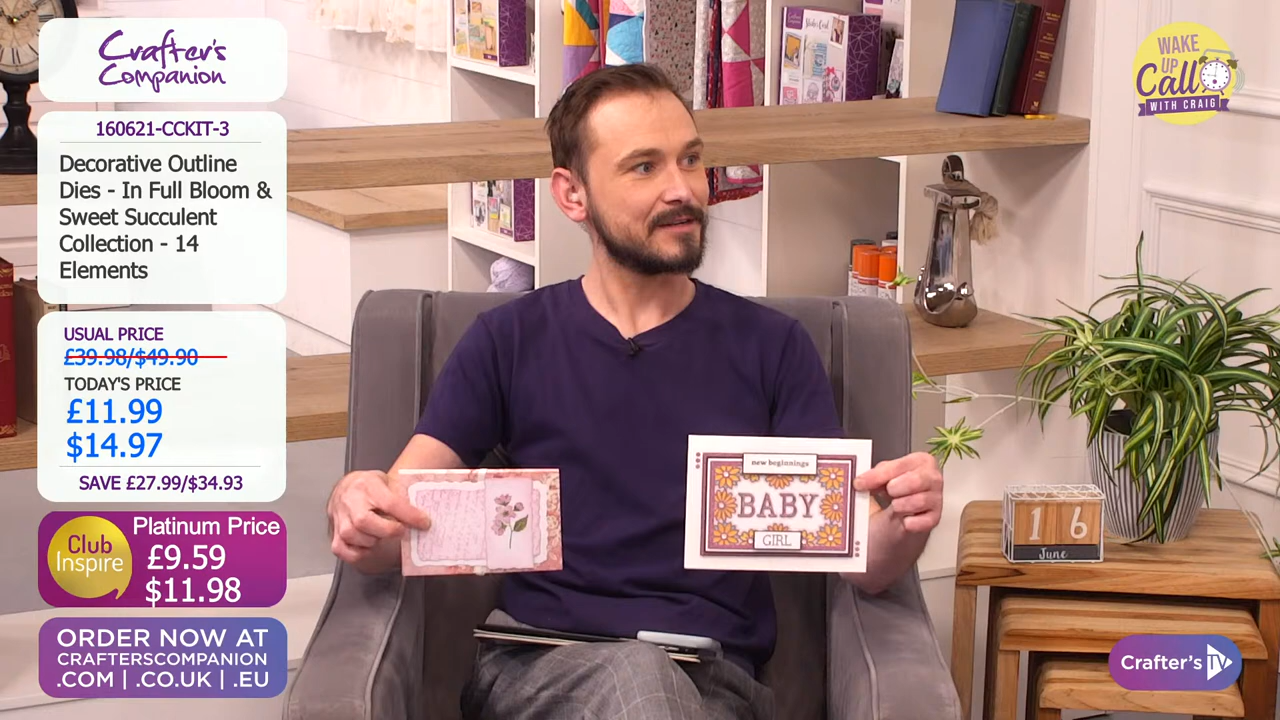 Crafter's
Companion
160621-CCKIT-3
Decorative Outline
Dies - In Full Bloom &
Sweet Succulent
Collection - 14
Elements
USUAL PRICE
£39.98/$49.90
TODAY'S PRICE
£11.99
$14.97
SAVE £27.99/$34.93
Club
Inspire
Platinum Price
£9.59
$11.98
ORDER NOW AT
CRAFTERSCOMPANION
.COM | .CO.UK | .EU
WAKE
UP
Call
WITH CRAIG
new beginnings
BABY
GIRL
16
June
Crafter's TV